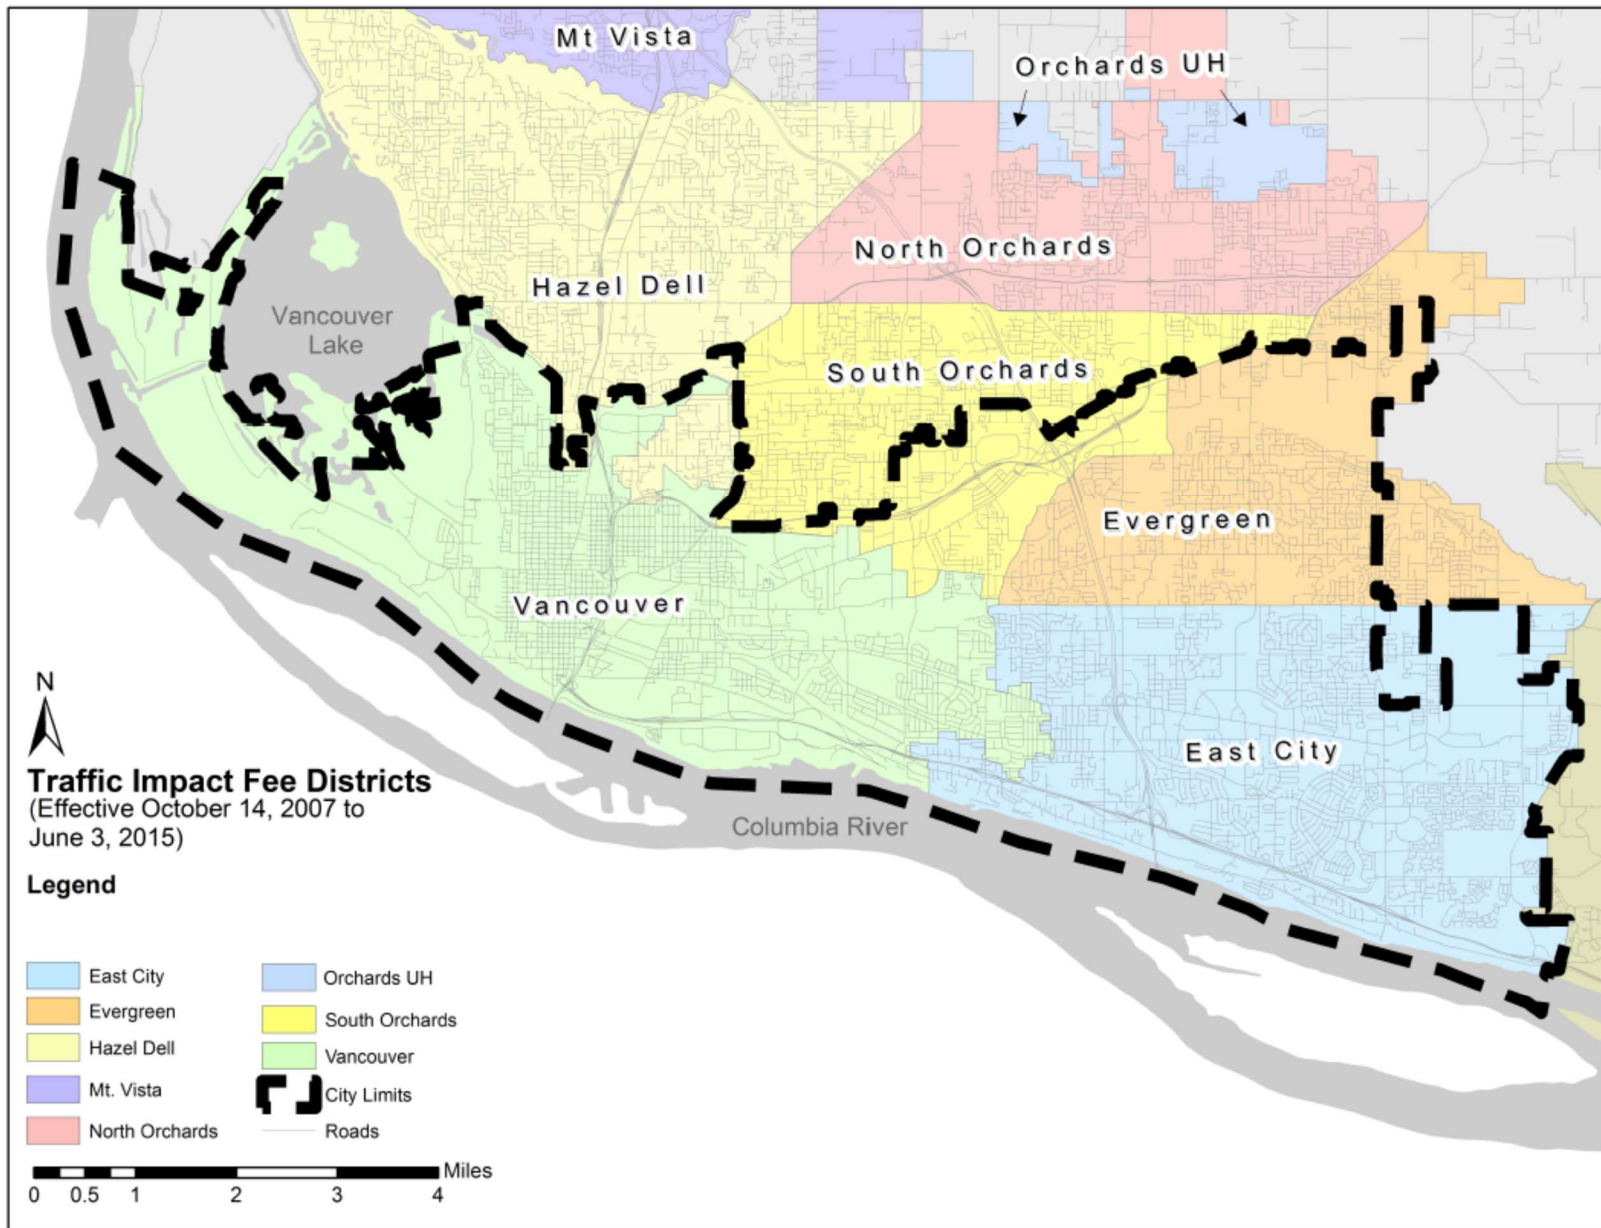 Mt Vista
Orchards UH
North Orchards
Hazel Dell
Vancouver
Lake
South Orchards
Evergreen
Vancouver
East City
Columbia River
N
Traffic Impact Fee Districts
(Effective October 14, 2007 to
June 3, 2015)
Legend
East City
Evergreen
Hazel Dell
Mt. Vista
North Orchards
Orchards UH
South Orchards
Vancouver
City Limits
Roads
Miles
0 0.5 1 2 3 4